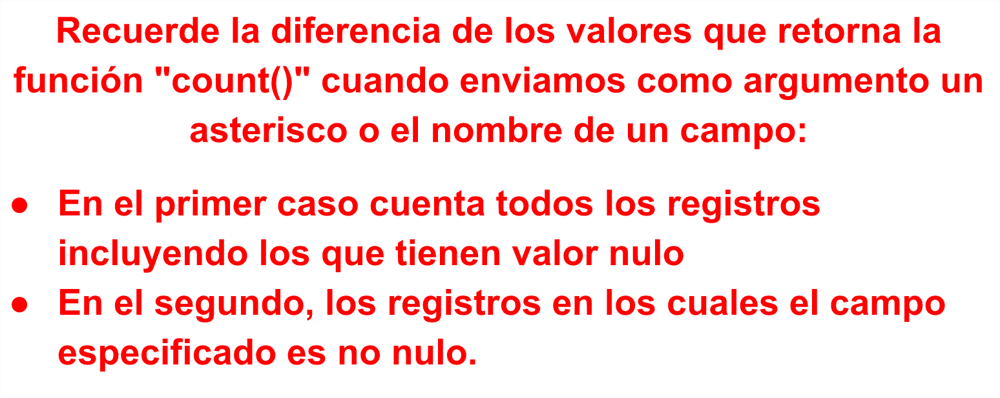 Recuerde la diferencia de los valores que retorna la
función "count()" cuando enviamos como argumento un
asterisco o el nombre de un campo:
● En el primer caso cuenta todos los registros
incluyendo los que tienen valor nulo
● En el segundo, los registros en los cuales el campo
especificado es no nulo.